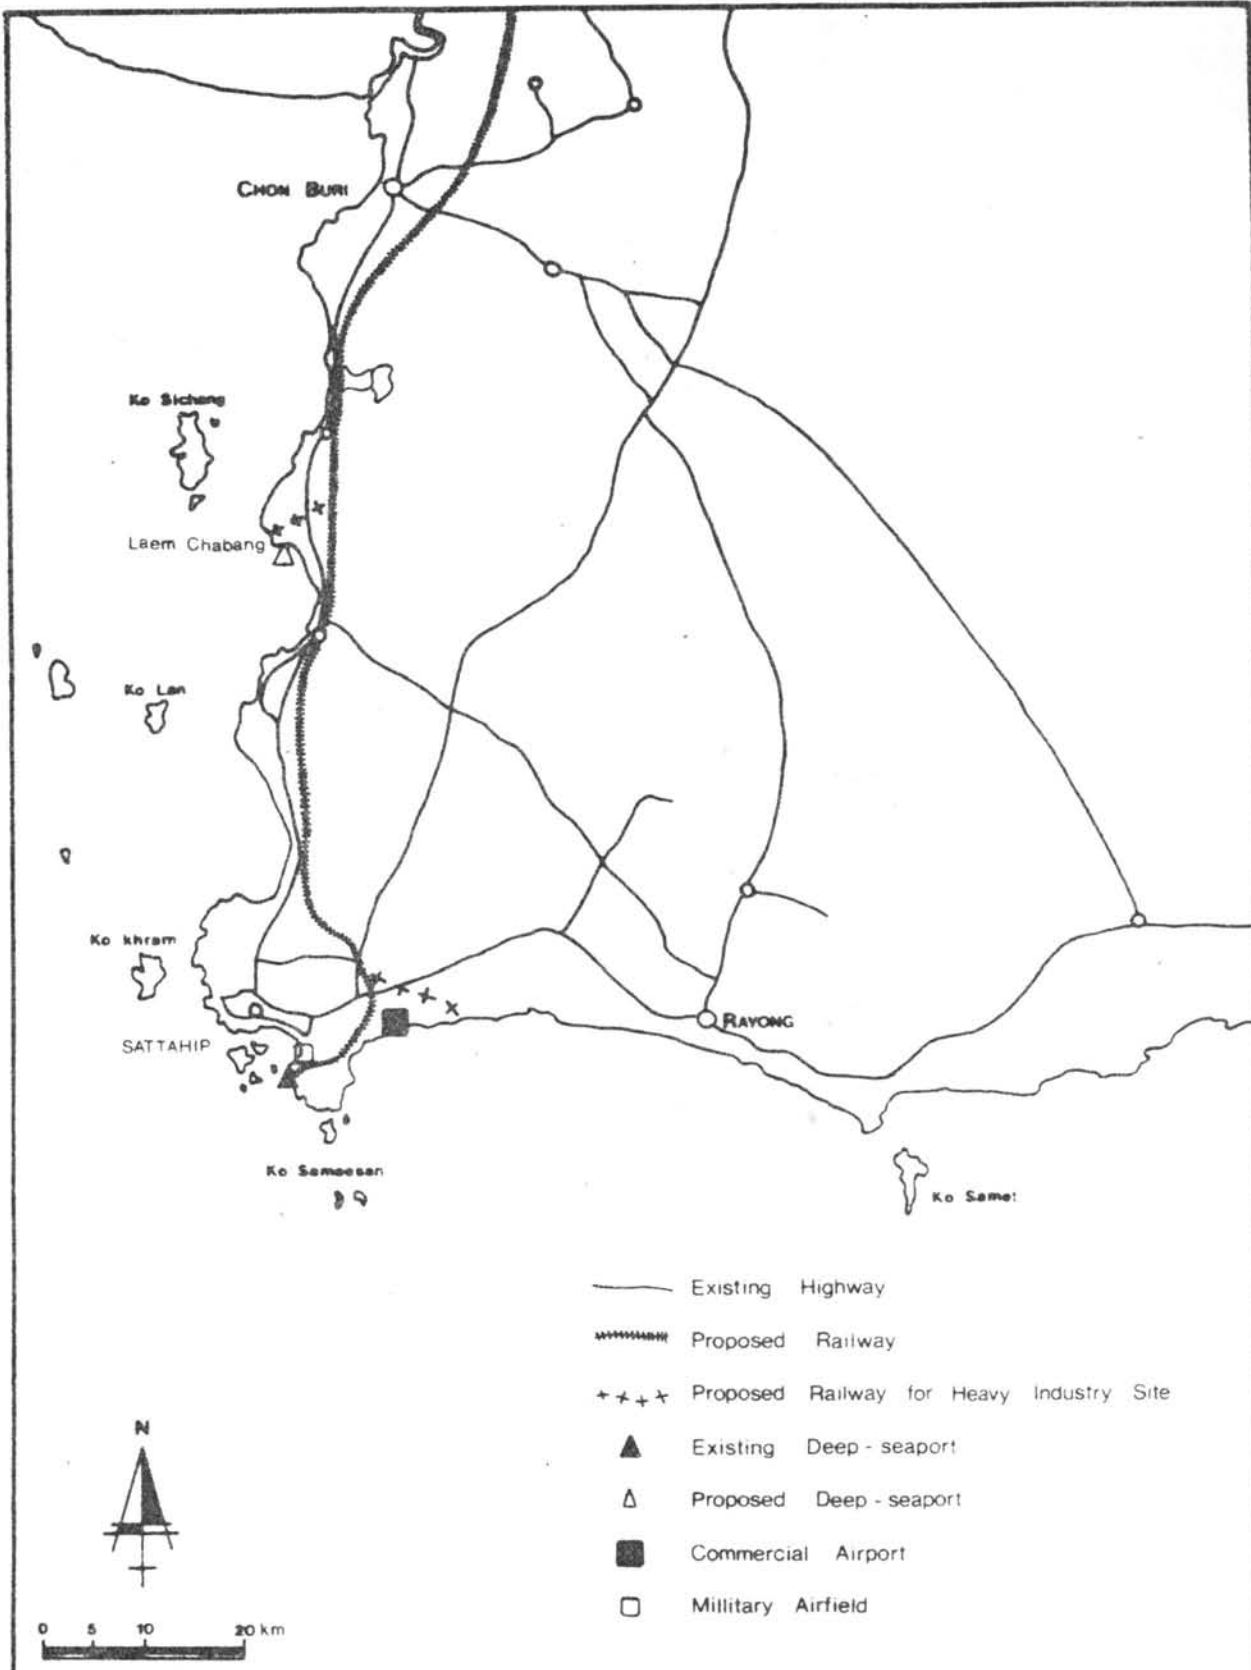 CHON BURI
Ko Sichang
Laem Chabang
Ko Lan
Ko khram
SATTAHIP
RAYONG
Ko Samaesan
Ko Samet
Existing Highway
Proposed Railway
Proposed Railway for Heavy Industry Site
Existing Deep - seaport
Proposed Deep - seaport
Commercial Airport
Millitary Airfield
N
0 5 10 20 km